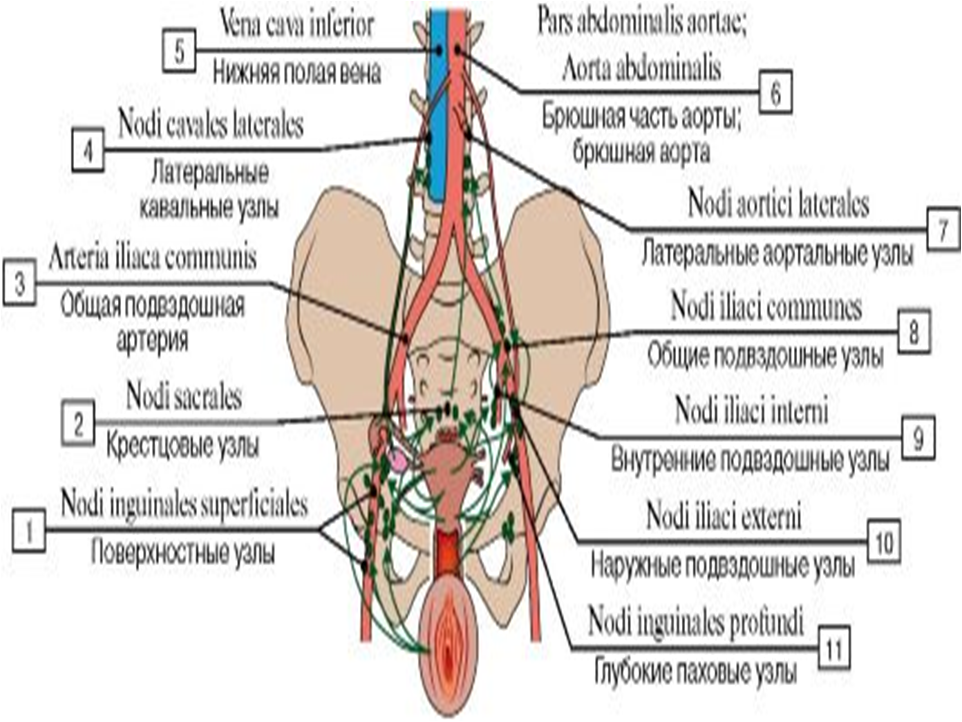 5
Vena cava inferior
Нижняя полая вена
Pars abdominalis aortae;
Aorta abdominalis
6
Брюшная часть аорты;
брюшная аорта
4
Nodi cavales laterales
Латеральные
кавальные узлы
Nodi aortici laterales
7
Латеральные аортальные узлы
3
Arteria iliaca communis
Общая подвздошная
артерия
Nodi iliaci communes
8
Общие подвздошные узлы
2
Nodi sacrales
Крестцовые узлы
Nodi iliaci interni
9
Внутренние подвздошные узлы
1
Nodi inguinales superficiales
Поверхностные узлы
Nodi iliaci externi
10
Наружные подвздошные узлы
Nodi inguinales profundi
11
Глубокие паховые узлы